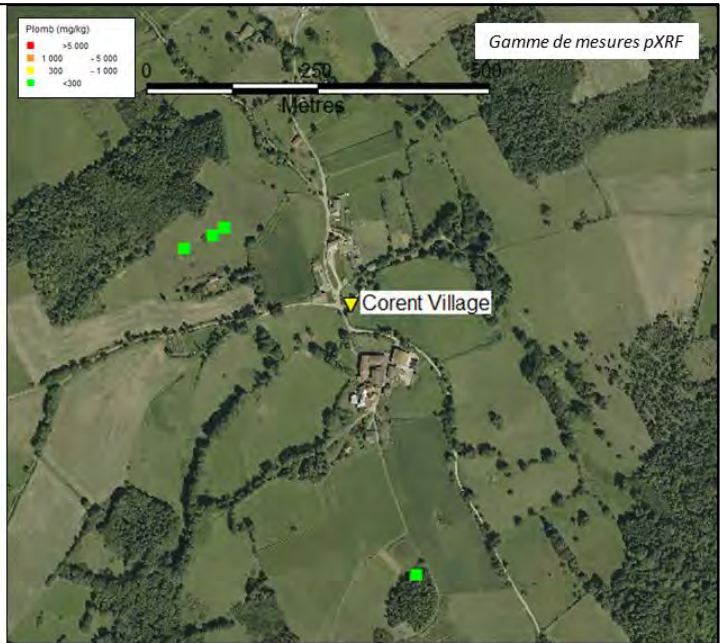 Plomb (mg/kg)
>5 000
1 000 - 5 000
300 - 1 000
<300
Gamme de mesures pXRF
0 250 500
Mètres
Corent Village